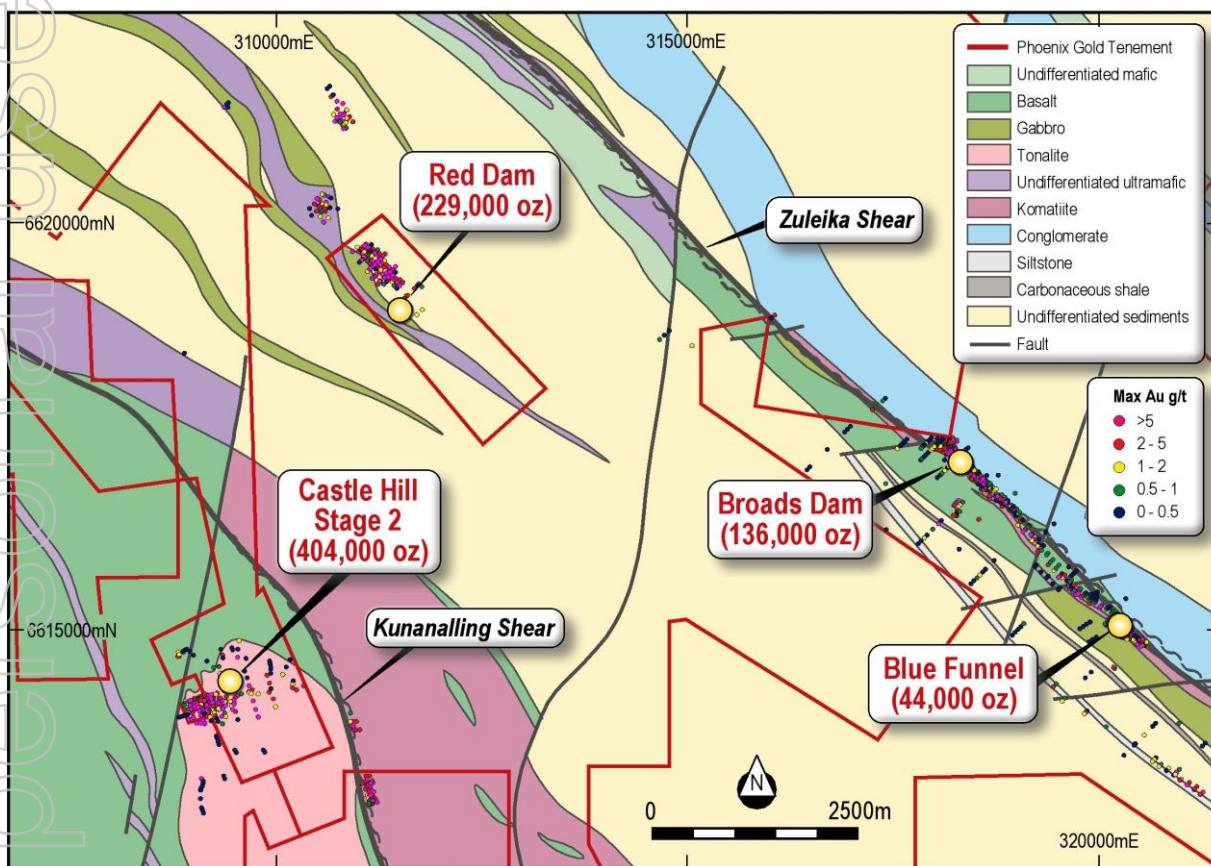 310000mE
315000mE
6620000mN
6615000mN
320000mE
Red Dam
(229,000 oz)
Zuleika Shear
Castle Hill
Stage 2
(404,000 oz)
Kunanalling Shear
Broads Dam
(136,000 oz)
Blue Funnel
(44,000 oz)
Phoenix Gold Tenement
Undifferentiated mafic
Basalt
Gabbro
Tonalite
Undifferentiated ultramafic
Komatiite
Conglomerate
Siltstone
Carbonaceous shale
Undifferentiated sediments
Fault
Max Au g/t
>5
2 - 5
1 - 2
0.5 - 1
0 - 0.5
N
0
2500m
personal use